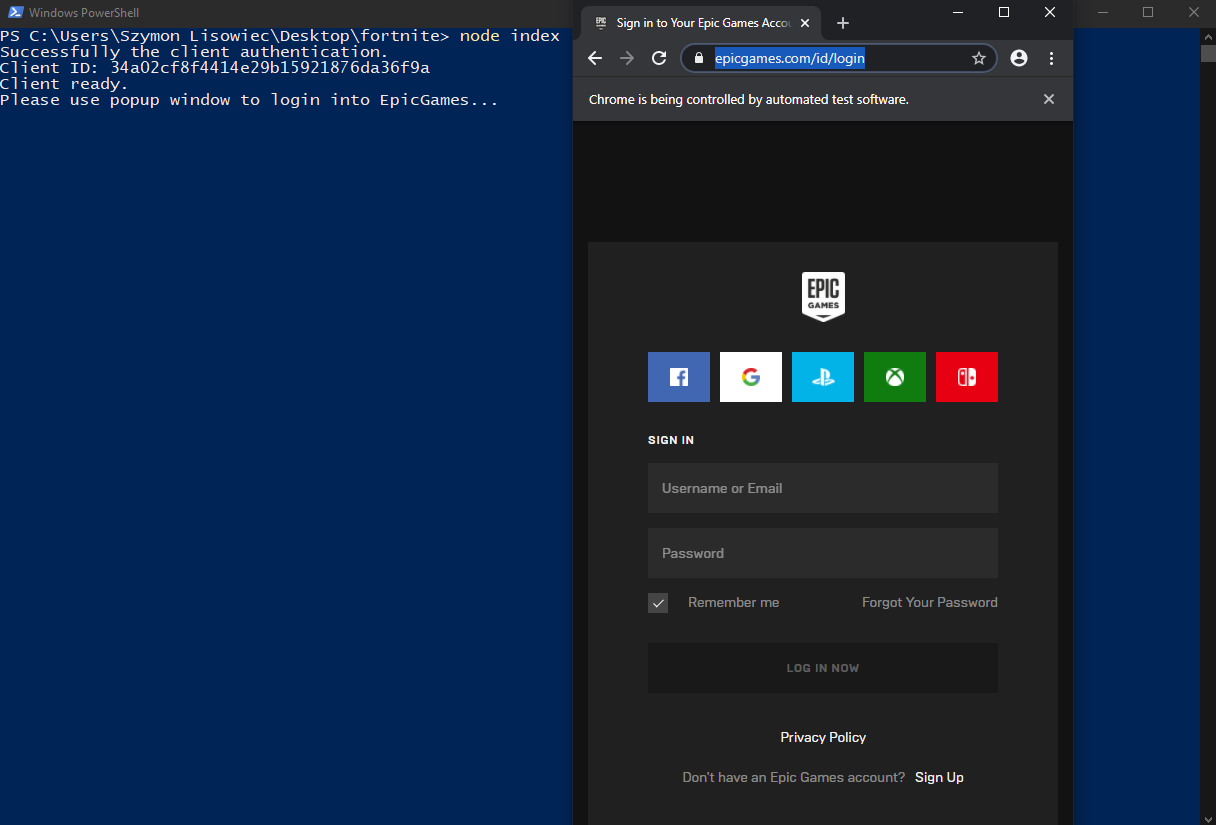 Windows PowerShell
PS C:\Users\Szymon Lisowiec\Desktop\fortnite> node index
Successfully the client authentication.
Client ID: 34a02cf8f4414e29b15921876da36f9a
Client ready.
Please use popup window to login into EpicGames...
EPIC GAMES
Sign in to Your Epic Games Accou
epicgames.com/id/login
Chrome is being controlled by automated test software.
EPIC
GAMES
SIGN IN
Username or Email
Password
Remember me
Forgot Your Password
LOG IN NOW
Privacy Policy
Don't have an Epic Games account? Sign Up